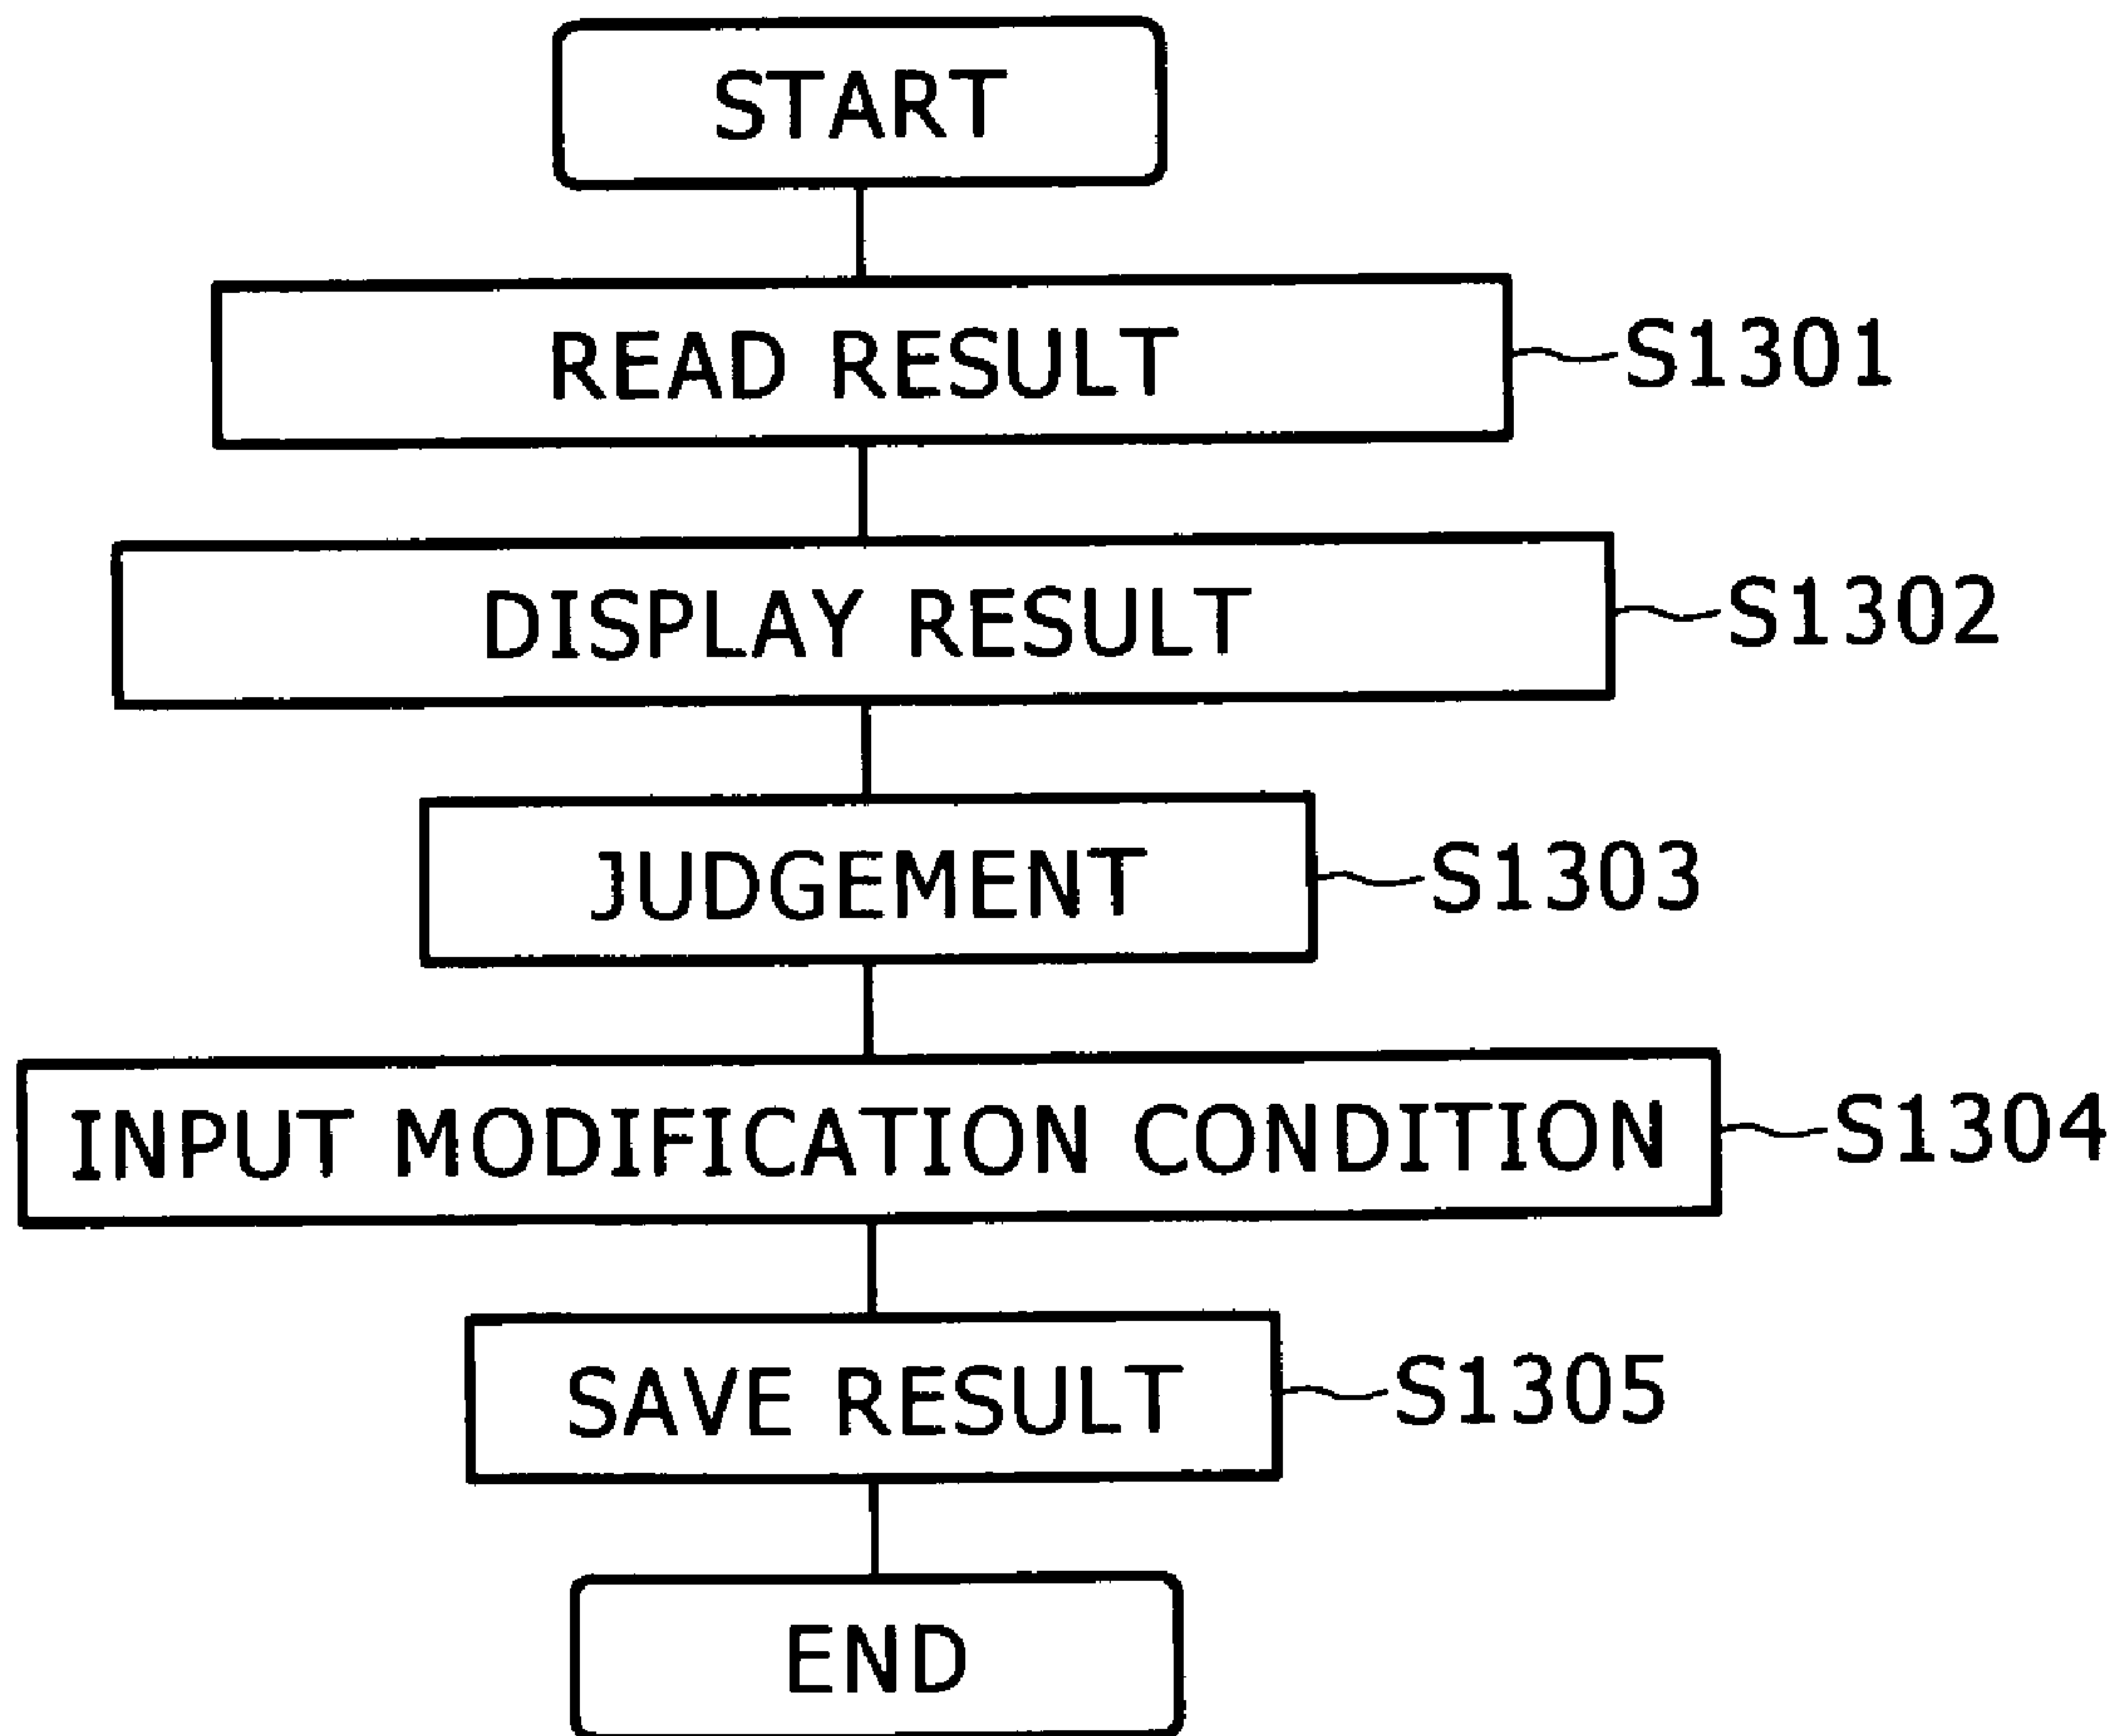 START
READ RESULT S1301
DISPLAY RESULT S1302
JUDGEMENT S1303
INPUT MODIFICATION CONDITION S1304
SAVE RESULT S1305
END